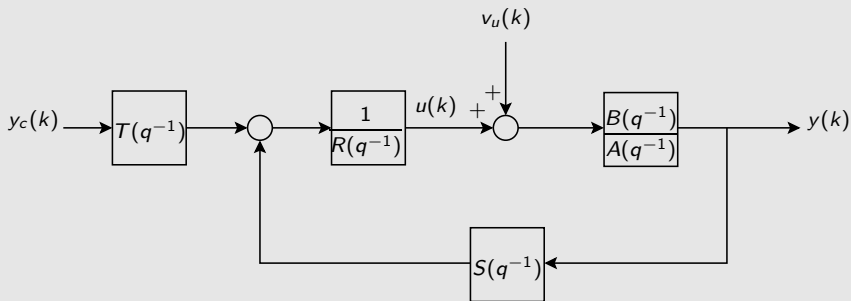 v_u(k)
+
y_c(k)
T(q⁻¹)
1
R(q⁻¹)
u(k)
+
B(q⁻¹)
A(q⁻¹)
y(k)
S(q⁻¹)